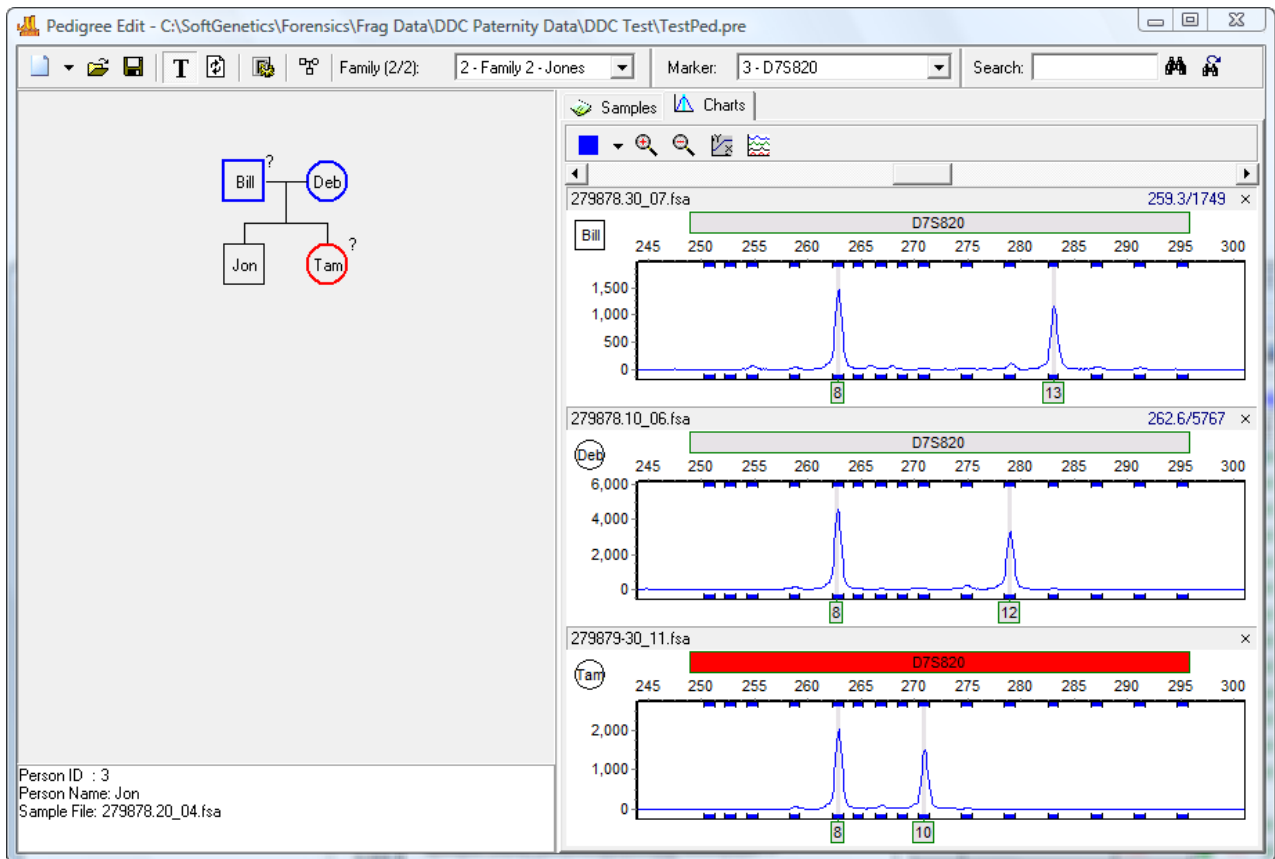 Pedigree Edit - C:\SoftGenetics\Forensics\Frag Data\DDC Paternity Data\DDC Test\TestPed.pre
T Family (2/2): 2 - Family 2 - Jones Marker: 3 - D7S820 Search:
Samples Charts
Bill ? Deb
Jon Tam ?
279878.30_07.fsa 259.3/1749 ×
D7S820
Bill
245 250 255 260 265 270 275 280 285 290 295 300
1,500
1,000
500
0
8 13
279878.10_06.fsa 262.6/5767 ×
D7S820
Deb
245 250 255 260 265 270 275 280 285 290 295 300
6,000
4,000
2,000
0
8 12
279879-30_11.fsa ×
D7S820
Tam
245 250 255 260 265 270 275 280 285 290 295 300
2,000
1,000
0
8 10
Person ID : 3
Person Name: Jon
Sample File: 279878.20_04.fsa